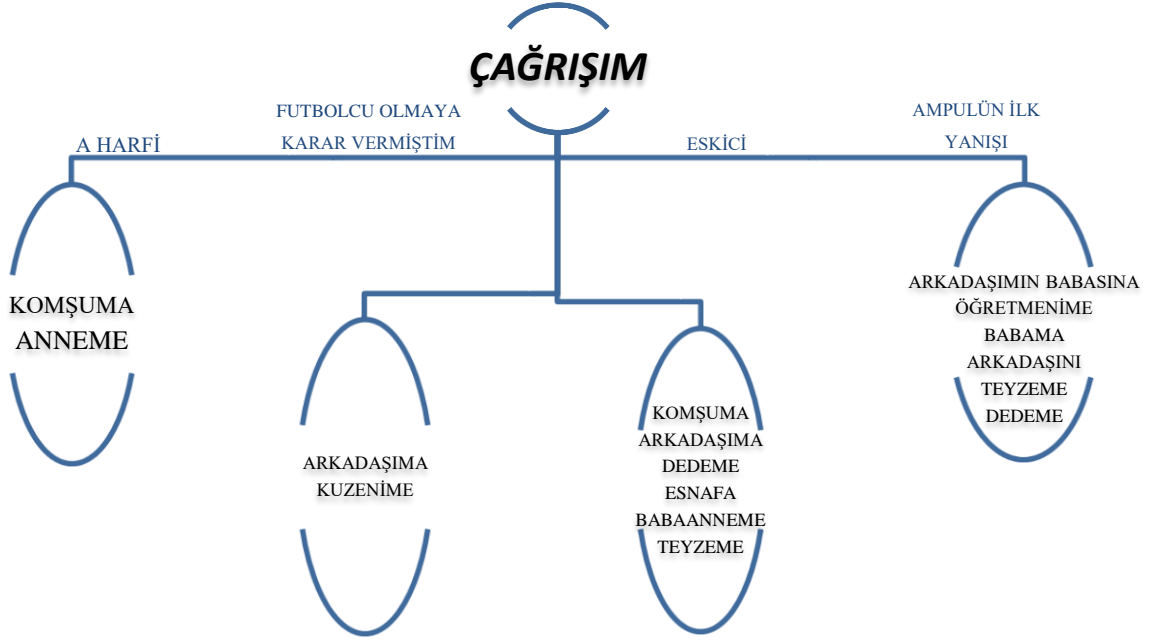 ÇAĞRIŞIM
A HARFİ
FUTBOLCU OLMAYA
KARAR VERMİŞTİM
ESKİCİ
AMPULÜN İLK
YANIŞI
KOMŞUMA
ANNEME
ARKADAŞIMA
KUZENİME
KOMŞUMA
ARKADAŞIMA
DEDEME
ESNAFA
BABAANNEME
TEYZEME
ARKADAŞIMIN BABASINA
ÖĞRETMENİME
BABAMA
ARKADAŞINI
TEYZEME
DEDEME